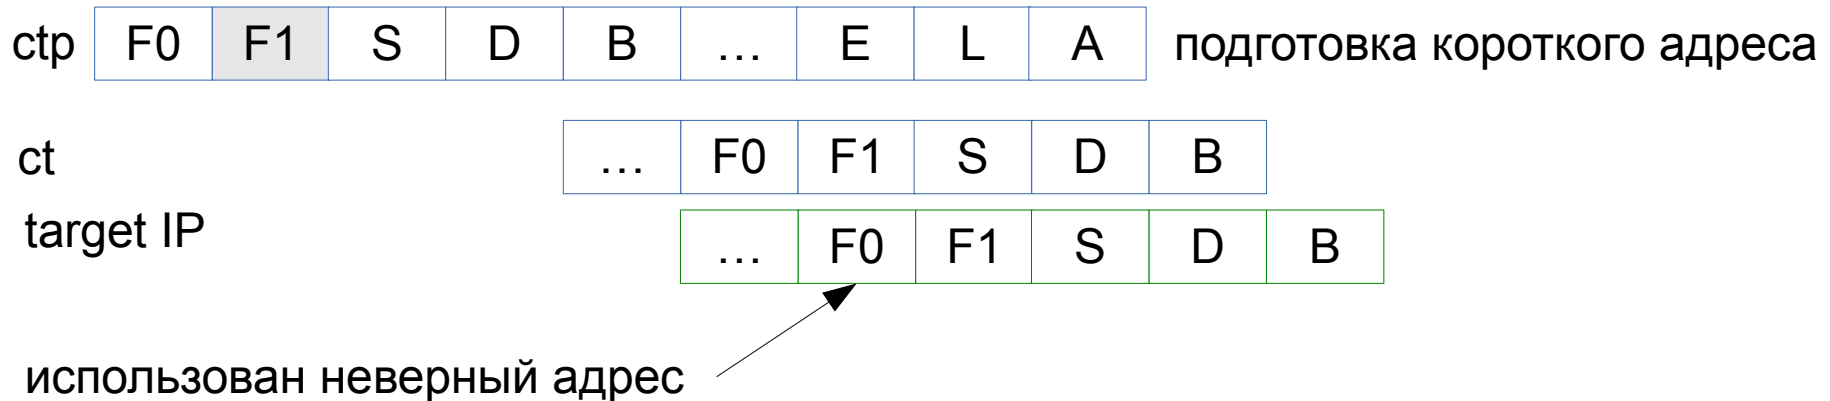 ctp F0 F1 S D B … E L A подготовка короткого адреса
ct … F0 F1 S D B
target IP … F0 F1 S D B
использован неверный адрес